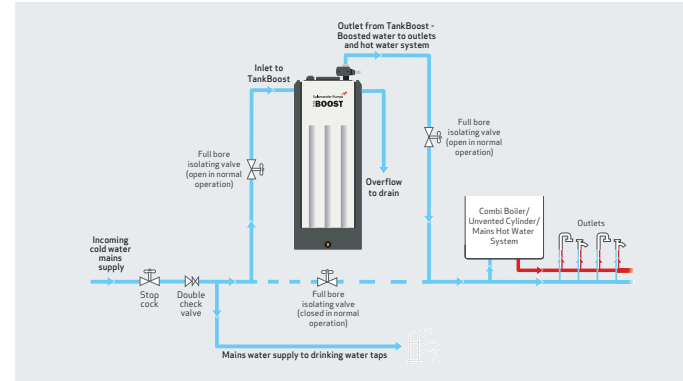 Outlet from TankBoost -
Boosted water to outlets
and hot water system
Inlet to
TankBoost
Salamander Pumps
BOOST
Full bore
isolating valve
(open in normal
operation)
Full bore
isolating valve
(open in normal
operation)
Overflow
to drain
Combi Boiler/
Unvented Cylinder/
Mains Hot Water
System
Outlets
Incoming
cold water
mains
supply
Stop
cock
Double
check
valve
Full bore
isolating valve
(closed in normal
operation)
Mains water supply to drinking water taps